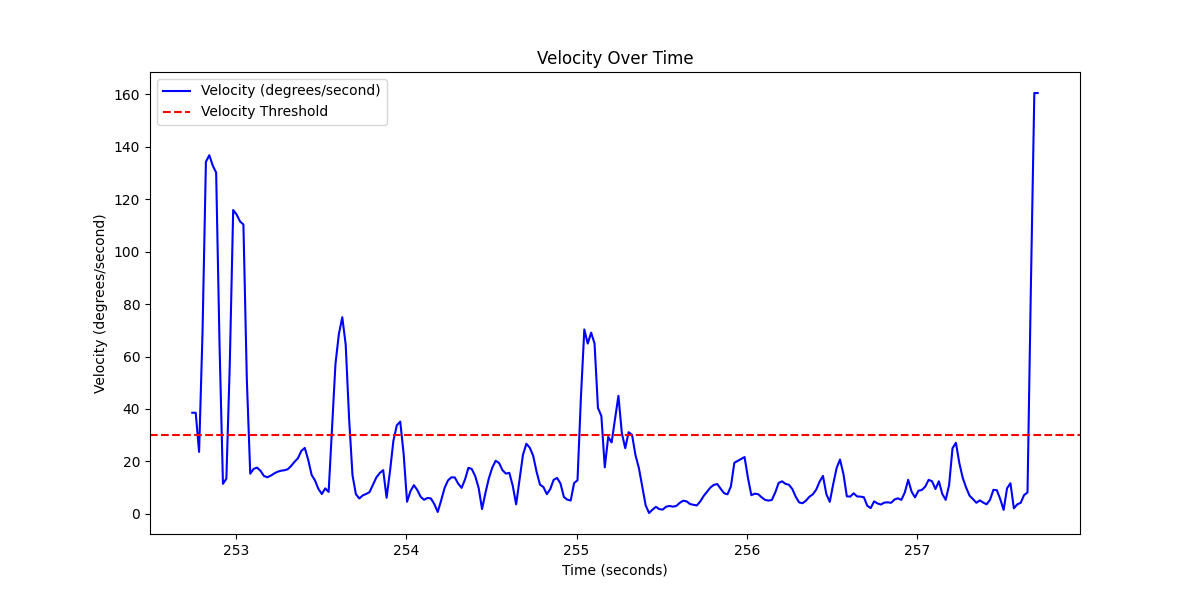 Velocity Over Time
Velocity (degrees/second)
Velocity Threshold
160
140
120
100
80
60
40
20
0
Velocity (degrees/second)
253 254 255 256 257
Time (seconds)